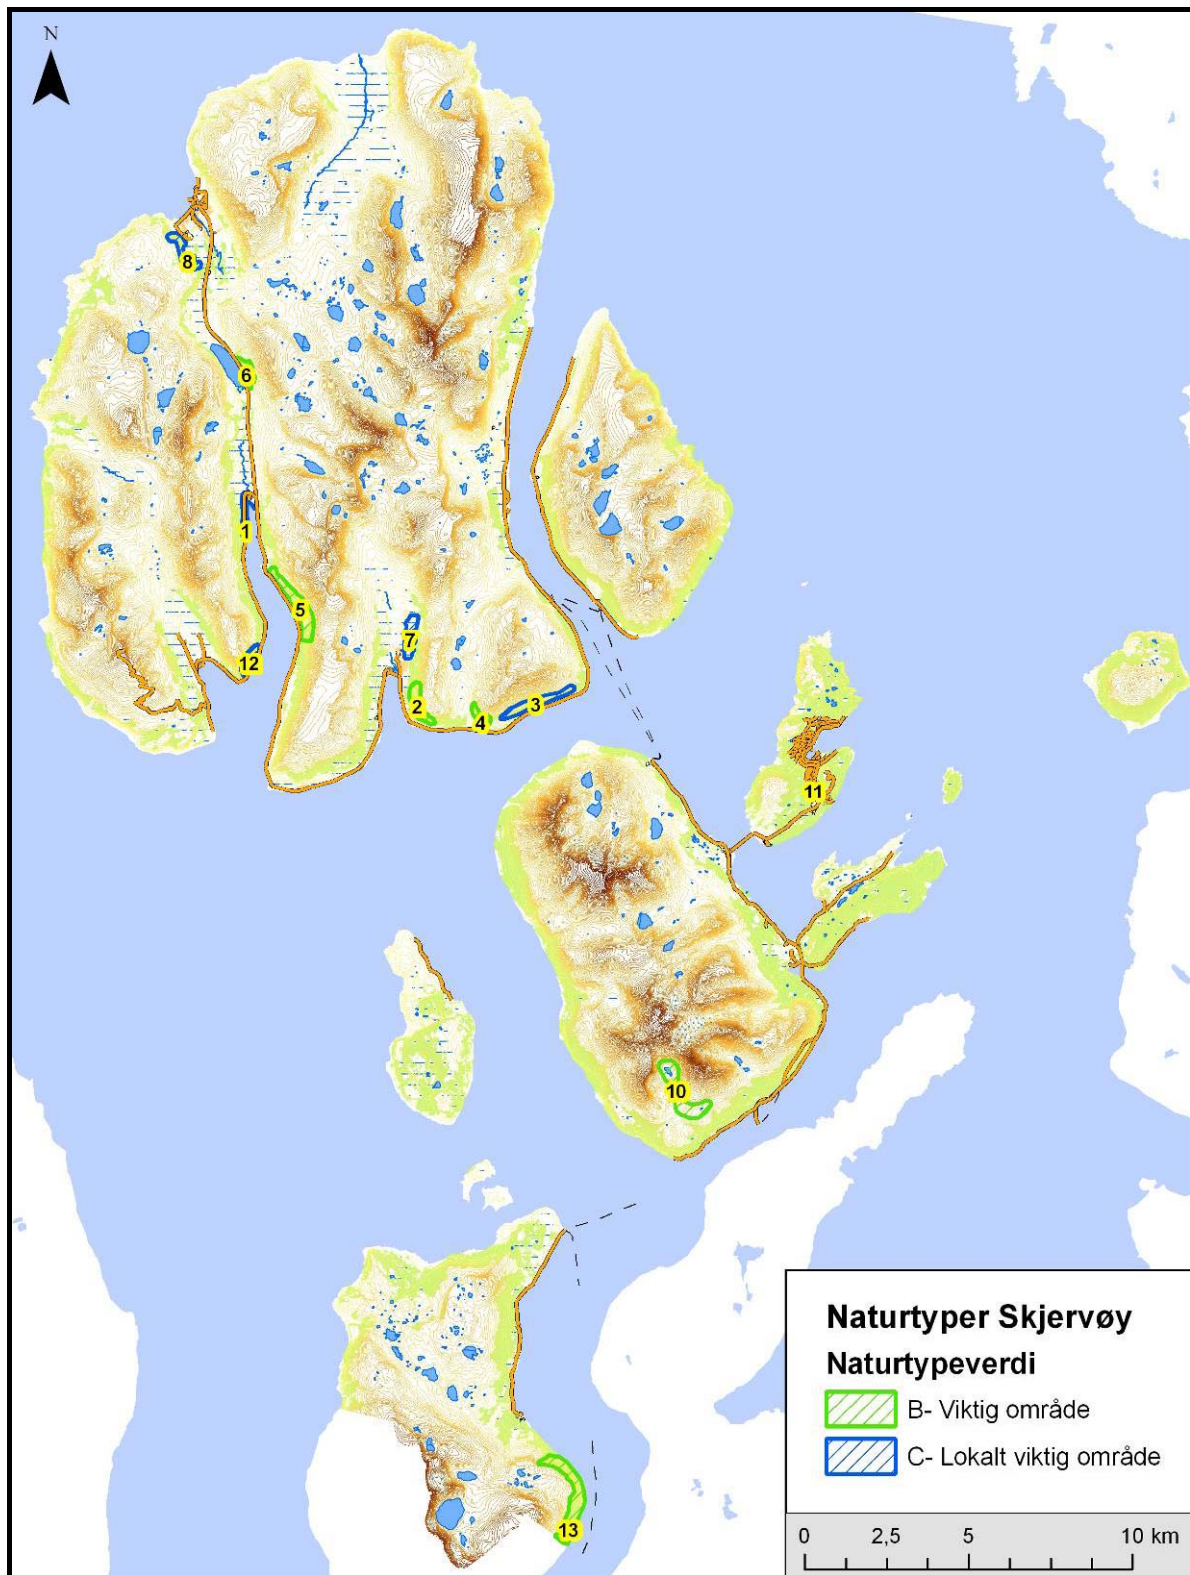 N
8
6
1
5
7
12
2
4
3
11
10
13
Naturtyper Skjervøy
Naturtypeverdi
B- Viktig område
C- Lokalt viktig område
0 2,5 5 10 km